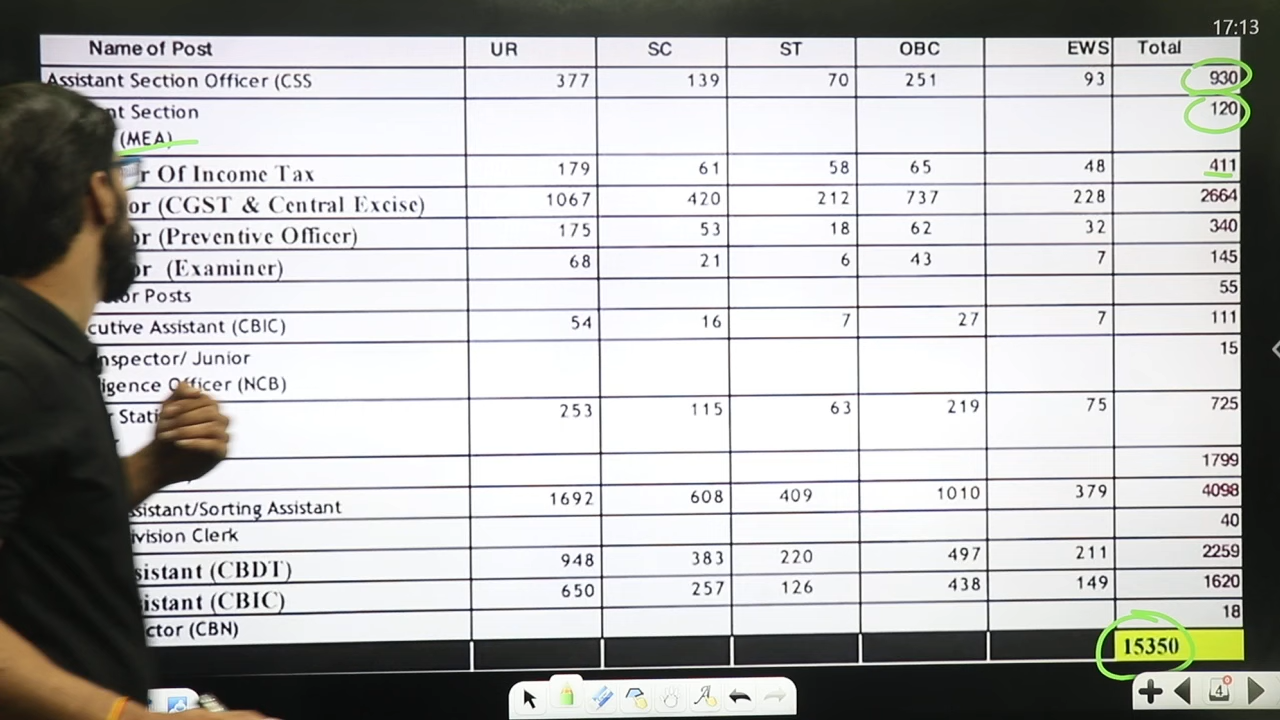 17:13
Name of Post UR SC ST OBC EWS Total
Assistant Section Officer (CSS 377 139 70 251 93 930
nt Section 120
(MEA)
r Of Income Tax 179 61 58 65 48 411
or (CGST & Central Excise) 1067 420 212 737 228 2664
or (Preventive Officer) 175 53 18 62 32 340
or (Examiner) 68 21 6 43 7 145
or Posts 55
cutive Assistant (CBIC) 54 16 7 27 7 111
nspector/ Junior 15
igence Officer (NCB)
r Stati 253 115 63 219 75 725
1799
sistant/Sorting Assistant 1692 608 409 1010 379 4098
ivision Clerk 40
sistant (CBDT) 948 383 220 497 211 2259
istant (CBIC) 650 257 126 438 149 1620
ctor (CBN) 18
15350
4